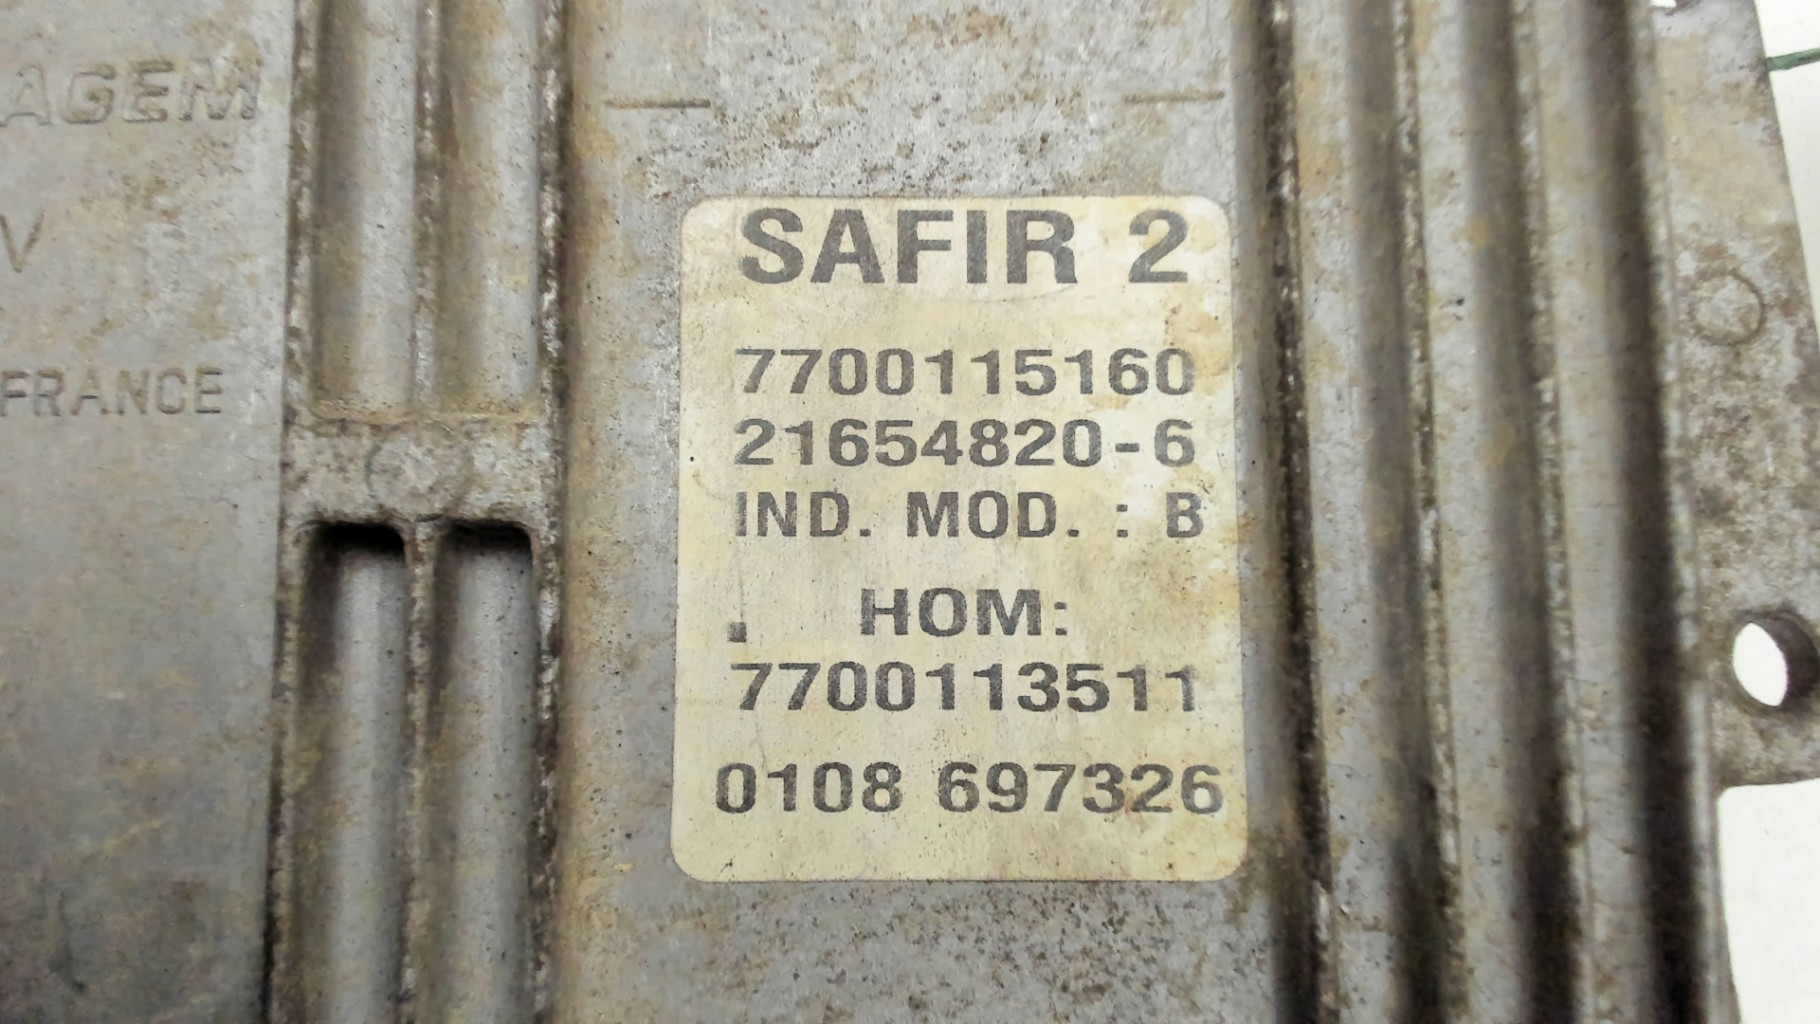 AGEM
V
FRANCE
SAFIR 2
7700115160
21654820-6
IND. MOD. : B
. HOM:
7700113511
0108 697326